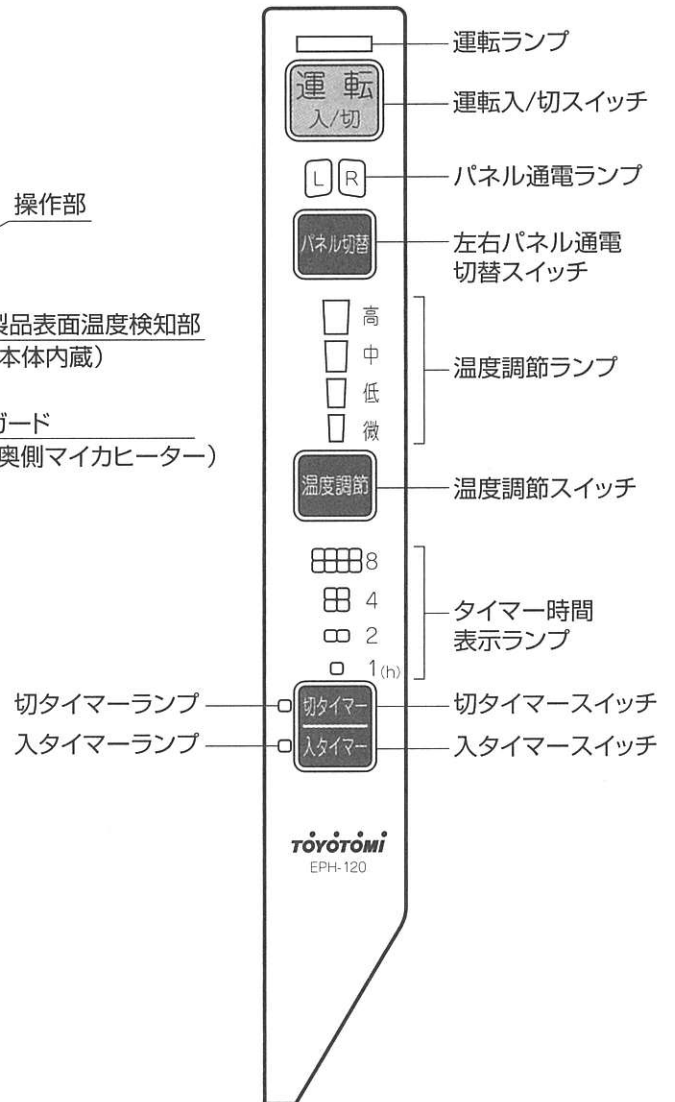 運転ランプ
運転
入/切
運転入/切スイッチ
L R
パネル通電ランプ
操作部
パネル切替
左右パネル通電
切替スイッチ
製品表面温度検知部
本体内蔵）
高
中
低
微
温度調節ランプ
ガード
奥側マイカヒーター）
温度調節
温度調節スイッチ
8
4
2
1(h)
タイマー時間
表示ランプ
切タイマーランプ
切タイマー
切タイマースイッチ
入タイマーランプ
入タイマー
入タイマースイッチ
TOYOTOMI
EPH-120